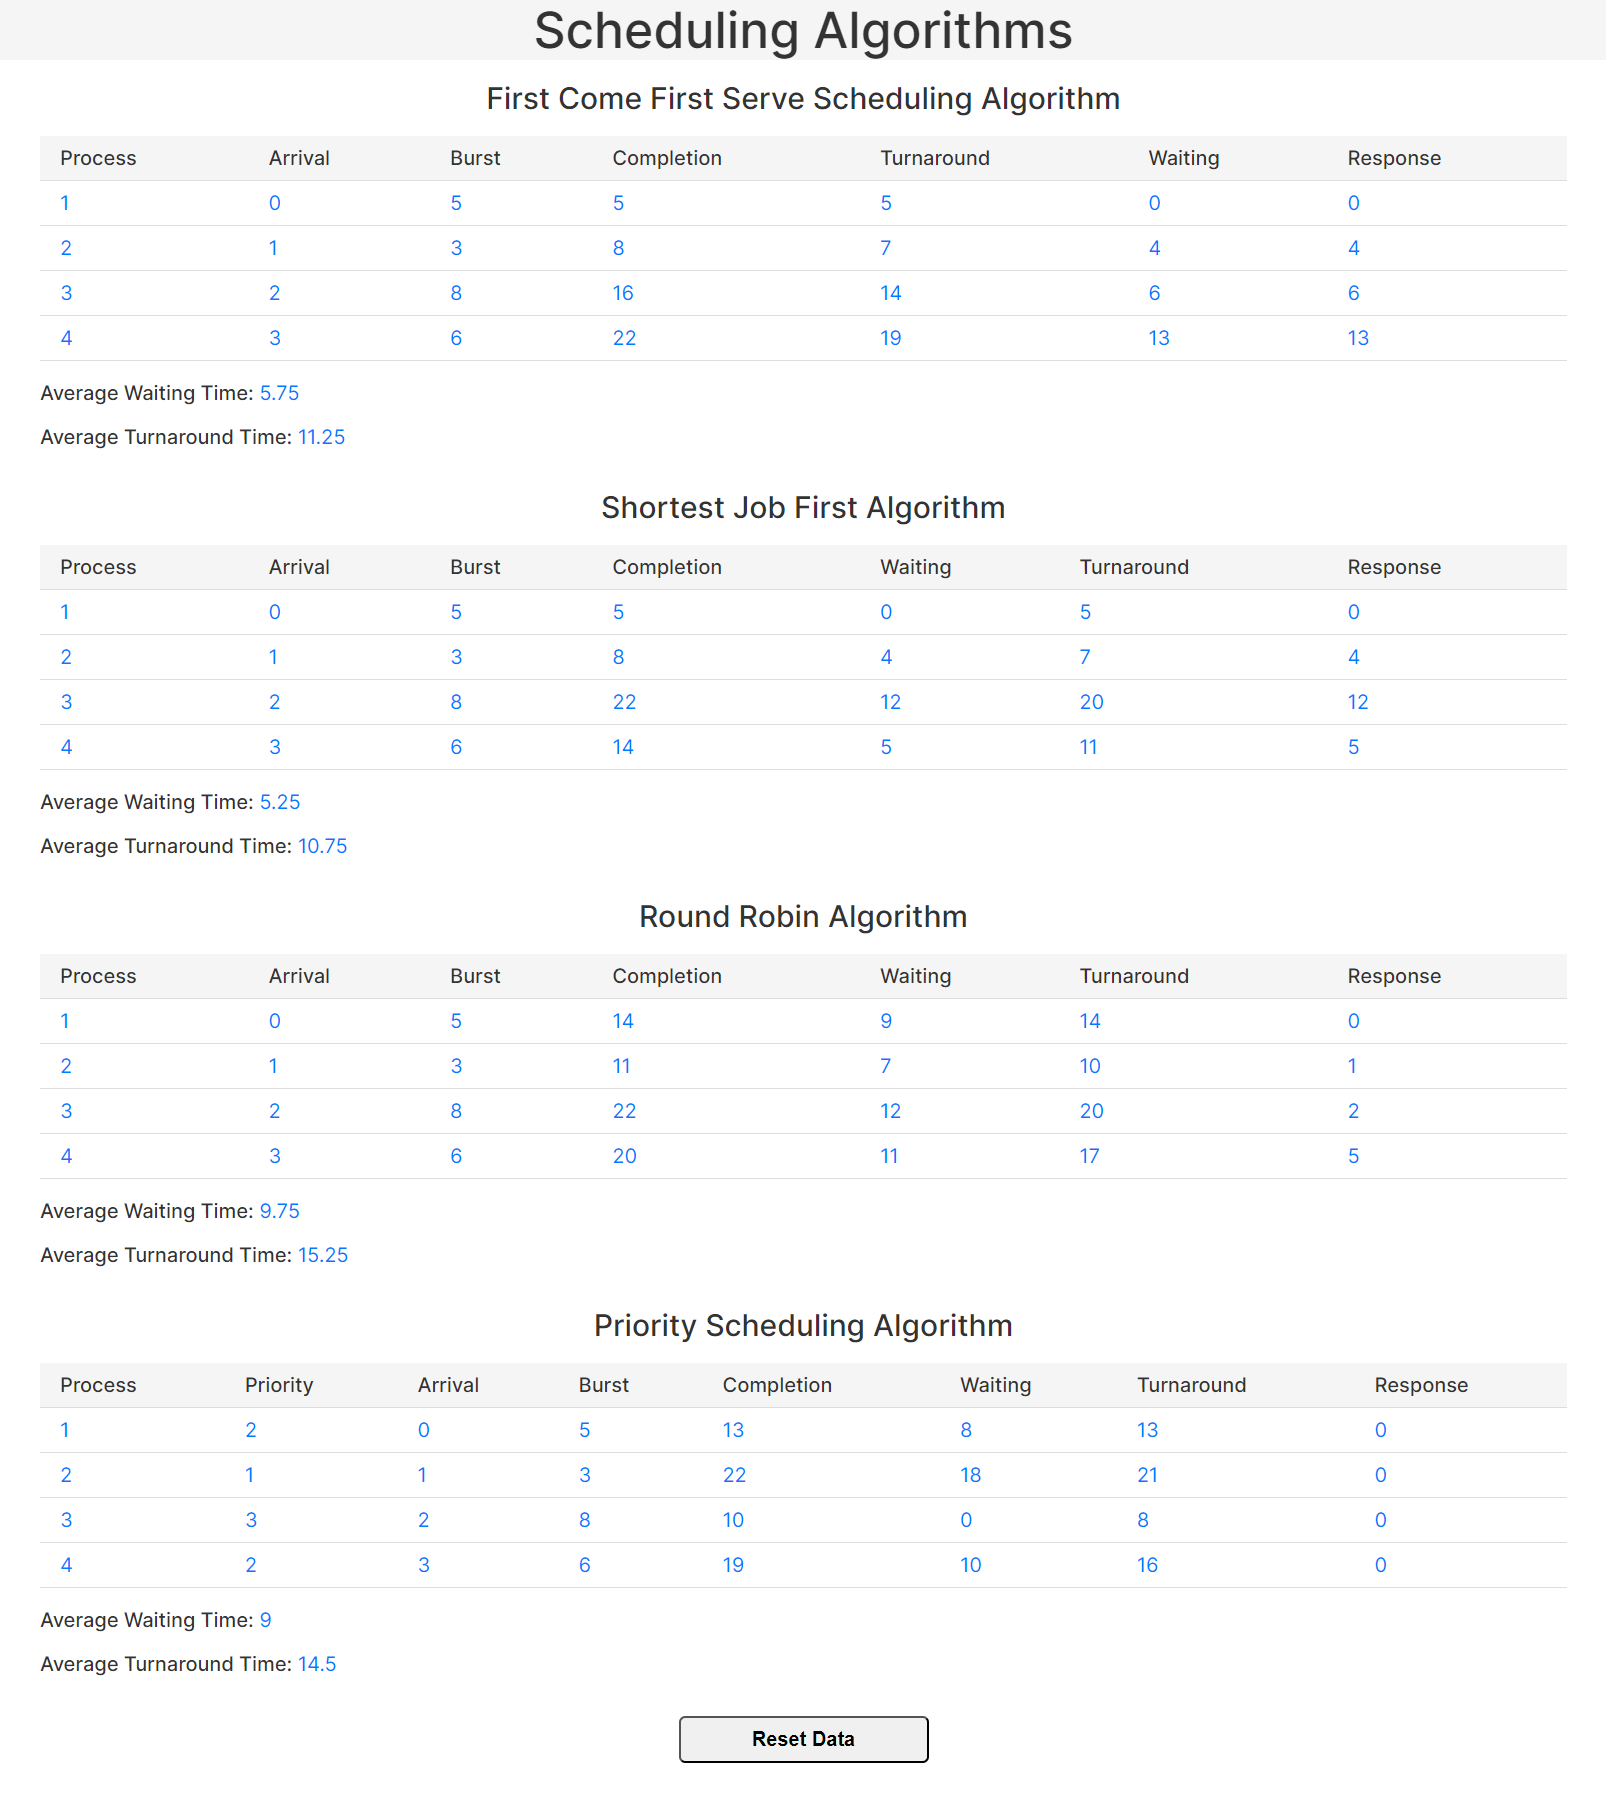 Scheduling Algorithms
First Come First Serve Scheduling Algorithm
Process Arrival Burst Completion Turnaround Waiting Response
1 0 5 5 5 0 0
2 1 3 8 7 4 4
3 2 8 16 14 6 6
4 3 6 22 19 13 13
Average Waiting Time: 5.75
Average Turnaround Time: 11.25
Shortest Job First Algorithm
Process Arrival Burst Completion Waiting Turnaround Response
1 0 5 5 0 5 0
2 1 3 8 4 7 4
3 2 8 22 12 20 12
4 3 6 14 5 11 5
Average Waiting Time: 5.25
Average Turnaround Time: 10.75
Round Robin Algorithm
Process Arrival Burst Completion Waiting Turnaround Response
1 0 5 14 9 14 0
2 1 3 11 7 10 1
3 2 8 22 12 20 2
4 3 6 20 11 17 5
Average Waiting Time: 9.75
Average Turnaround Time: 15.25
Priority Scheduling Algorithm
Process Priority Arrival Burst Completion Waiting Turnaround Response
1 2 0 5 13 8 13 0
2 1 1 3 22 18 21 0
3 3 2 8 10 0 8 0
4 2 3 6 19 10 16 0
Average Waiting Time: 9
Average Turnaround Time: 14.5
Reset Data